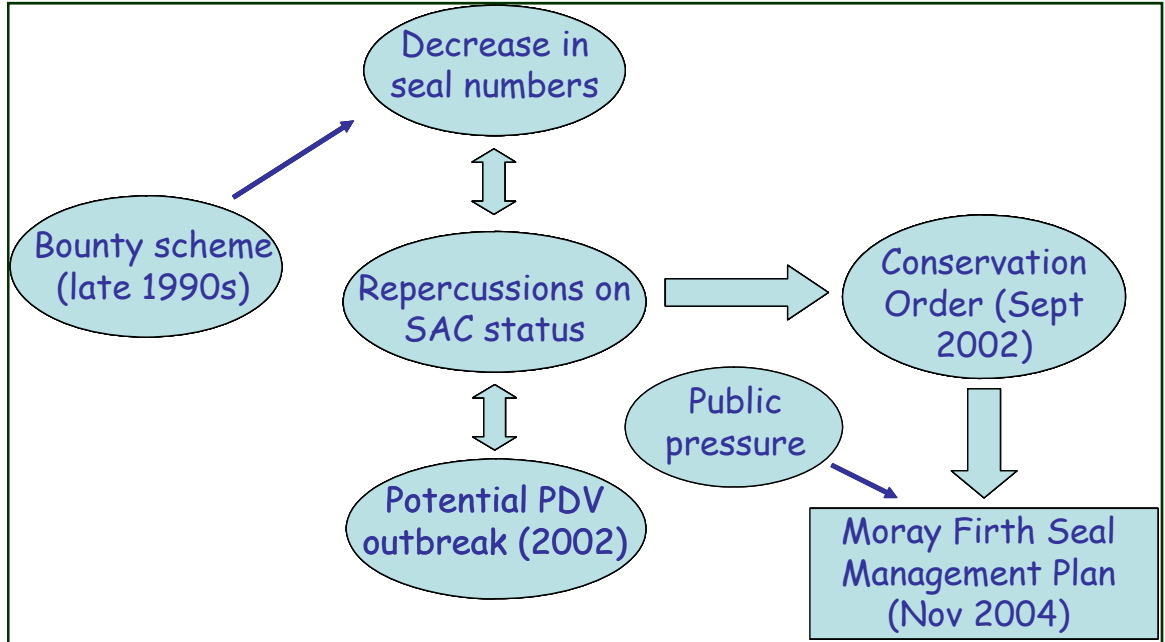 Decrease in
seal numbers
Bounty scheme
(late 1990s)
Repercussions on
SAC status
Conservation
Order (Sept
2002)
Public
pressure
Potential PDV
outbreak (2002)
Moray Firth Seal
Management Plan
(Nov 2004)